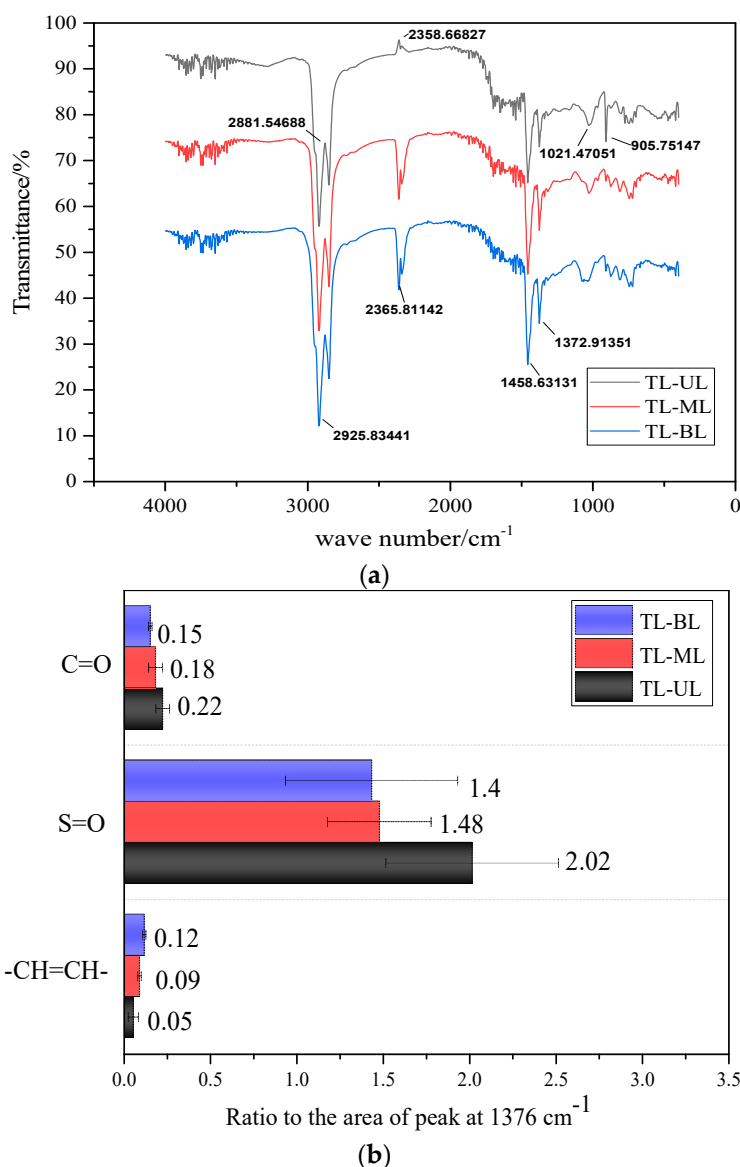 100
90
80
70
60
50
40
30
20
10
0
Transmittance/%
2358.66827
2881.54688
1021.47051
905.75147
2365.81142
1372.91351
1458.63131
2925.83441
TL-UL
TL-ML
TL-BL
4000
3000
2000
1000
0
wave number/cm⁻¹
(a)
TL-BL
TL-ML
TL-UL
C=O
0.15
0.18
0.22
S=O
1.4
1.48
2.02
-CH=CH-
0.12
0.09
0.05
0.0
0.5
1.0
1.5
2.0
2.5
3.0
3.5
Ratio to the area of peak at 1376 cm⁻¹
(b)